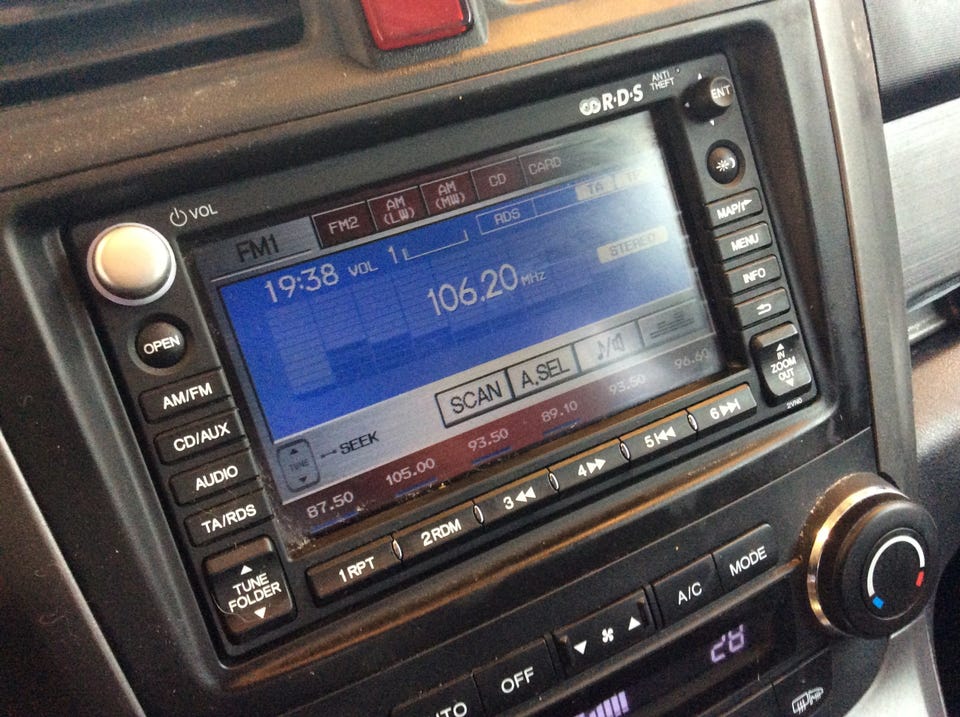 R·D·S ANTI THEFT
ENT
VOL
FM1 FM2 AM (LW) AM (MW) CD CARD
19:38 VOL 1 RDS TA
106.20 MHz STEREO
SCAN A.SEL
TUNE SEEK
87.50 105.00 93.50 89.10 93.50 96.60
OPEN
AM/FM
CD/AUX
AUDIO
TA/RDS
TUNE
FOLDER
MAP/
MENU
INFO
IN
ZOOM
OUT
1 RPT 2 RDM 3 4 5 6
OFF A/C MODE